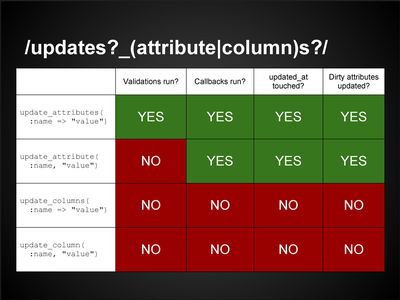 /updates?_(attribute|column)s?/
Validations run? Callbacks run? updated_at touched? Dirty attributes updated?
update_attributes( :name => "value") YES YES YES YES
update_attribute( :name, "value") NO YES YES YES
update_columns( :name => "value") NO NO NO NO
update_column( :name, "value") NO NO NO NO